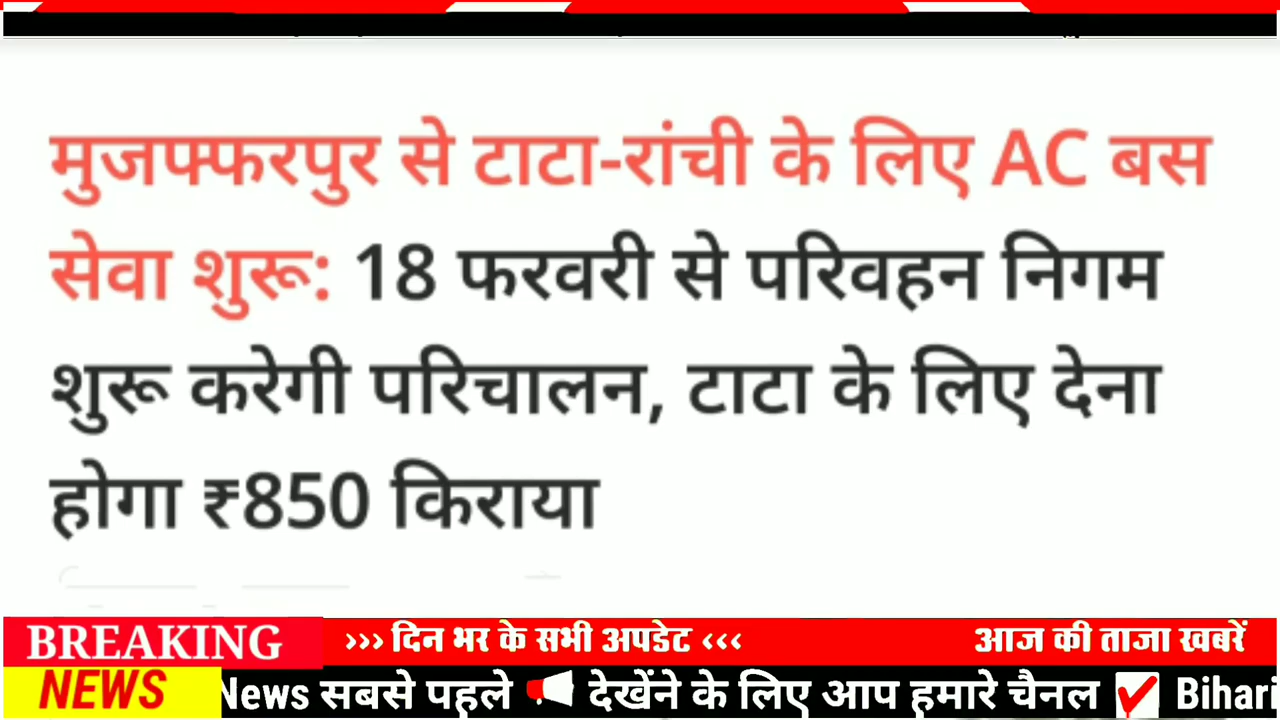 मुजफ्फरपुर से टाटा-रांची के लिए AC बस
सेवा शुरू: 18 फरवरी से परिवहन निगम
शुरू करेगी परिचालन, टाटा के लिए देना
होगा ₹850 किराया
BREAKING
>>> दिन भर के सभी अपडेट <<<
आज की ताजा खबरें
NEWS
News सबसे पहले 📢 देखेंने के लिए आप हमारे चैनल ✔ Bihari